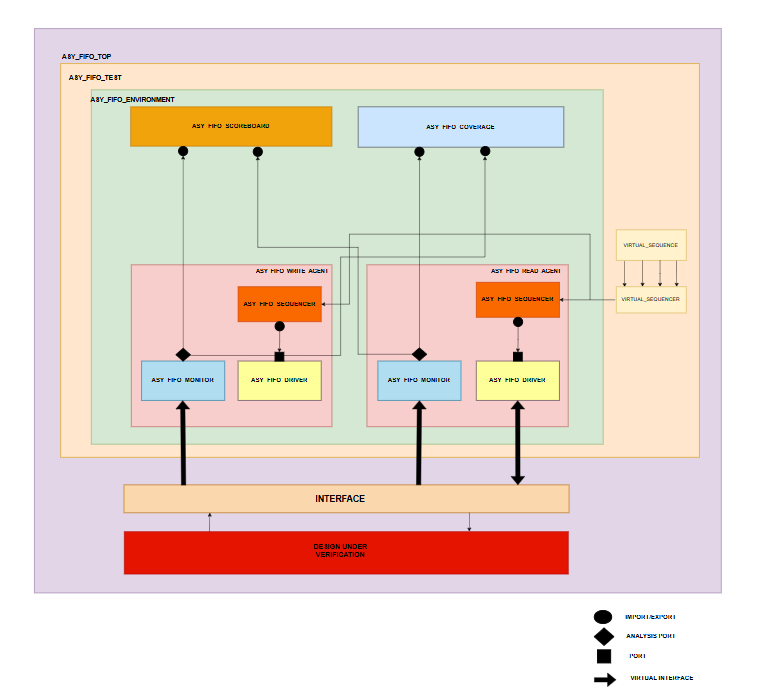 ASY_FIFO_TOP
ASY_FIFO_TEST
ASY_FIFO_ENVIRONMENT
ASY FIFO SCOREBOARD
ASY FIFO COVERAGE
VIRTUAL_SEQUENCE
VIRTUAL_SEQUENCER
ASY FIFO WRITE AGENT
ASY FIFO READ AGENT
ASY FIFO SEQUENCER
ASY FIFO SEQUENCER
ASY FIFO MONITOR
ASY FIFO DRIVER
ASY FIFO MONITOR
ASY FIFO DRIVER
INTERFACE
DESIGN UNDER
VERIFICATION
IMPORT/EXPORT
ANALYSIS PORT
PORT
VIRTUAL INTERFACE